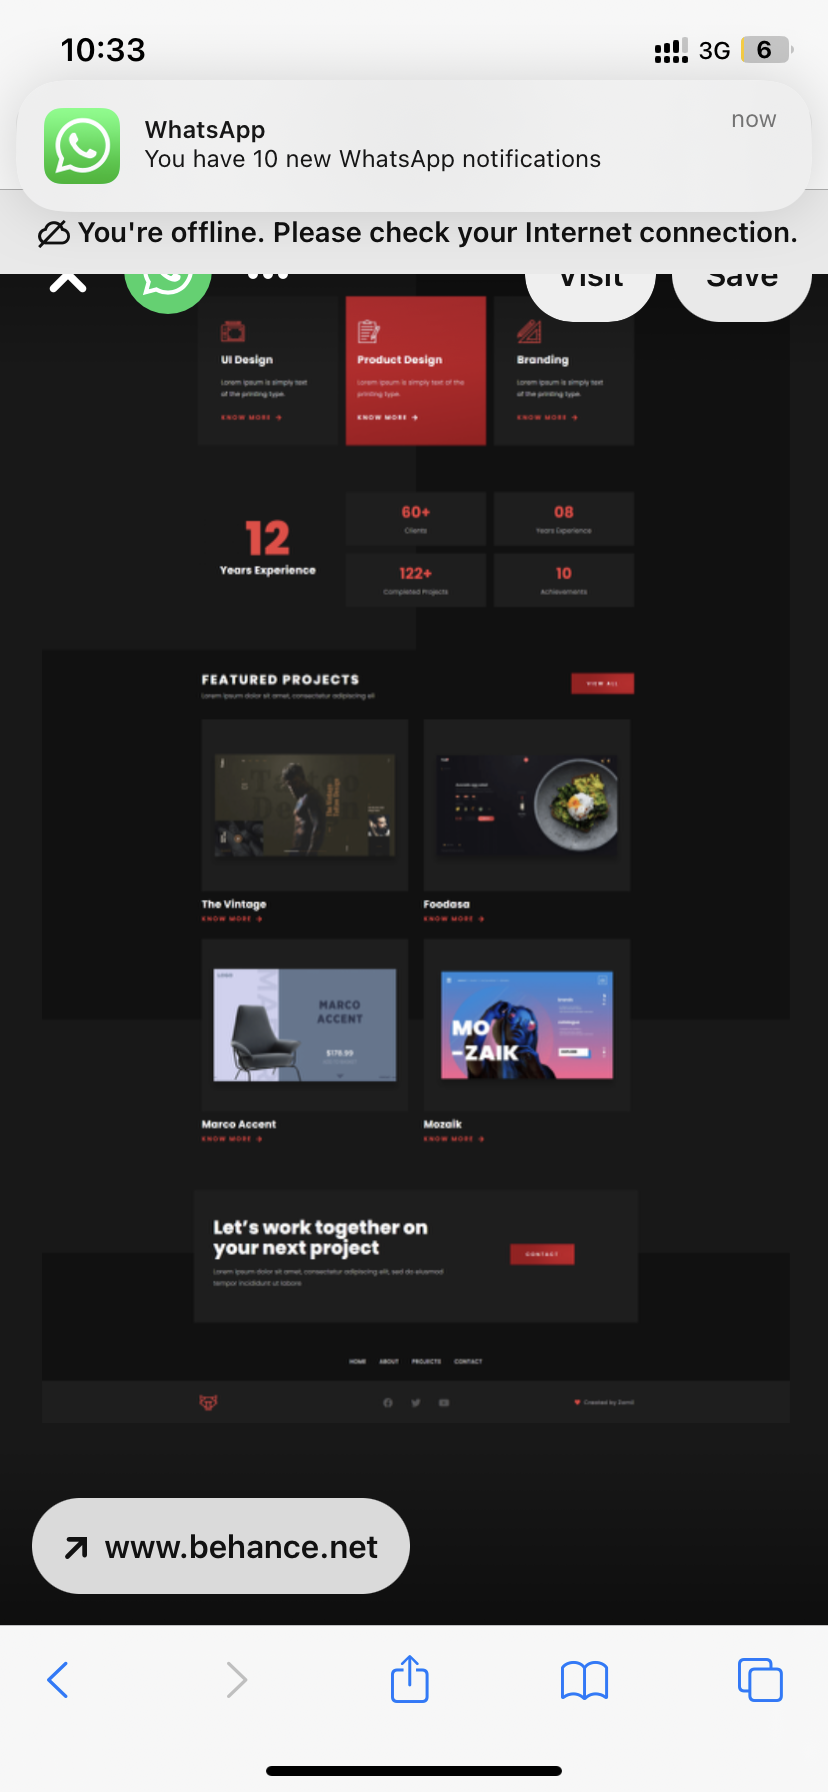 10:33
3G
6
WhatsApp
now
You have 10 new WhatsApp notifications
You're offline. Please check your Internet connection.
Visit
Save
UI Design
Product Design
Branding
Lorem ipsum is simply text
of the printing type.
Lorem ipsum is simply text of the
printing type.
Lorem ipsum is simply text
of the printing type.
KNOW MORE
KNOW MORE
KNOW MORE
12
Years Experience
60+
Clients
08
Years Experience
122+
Completed Projects
10
Achievements
FEATURED PROJECTS
Lorem ipsum dolor sit amet, consectetur adipiscing eli
VIEW ALL
Tattoo
Design
The Vintage
KNOW MORE
Foodasa
KNOW MORE
MARCO
ACCENT
$179.99
MO
-ZAIK
Marco Accent
KNOW MORE
Mozaik
KNOW MORE
Let's work together on
your next project
Lorem ipsum dolor sit amet, consectetur adipiscing elit, sed do eiusmod
tempor incididunt ut labore
CONTACT
HOME ABOUT PROJECTS CONTACT
Created by Zamil
www.behance.net